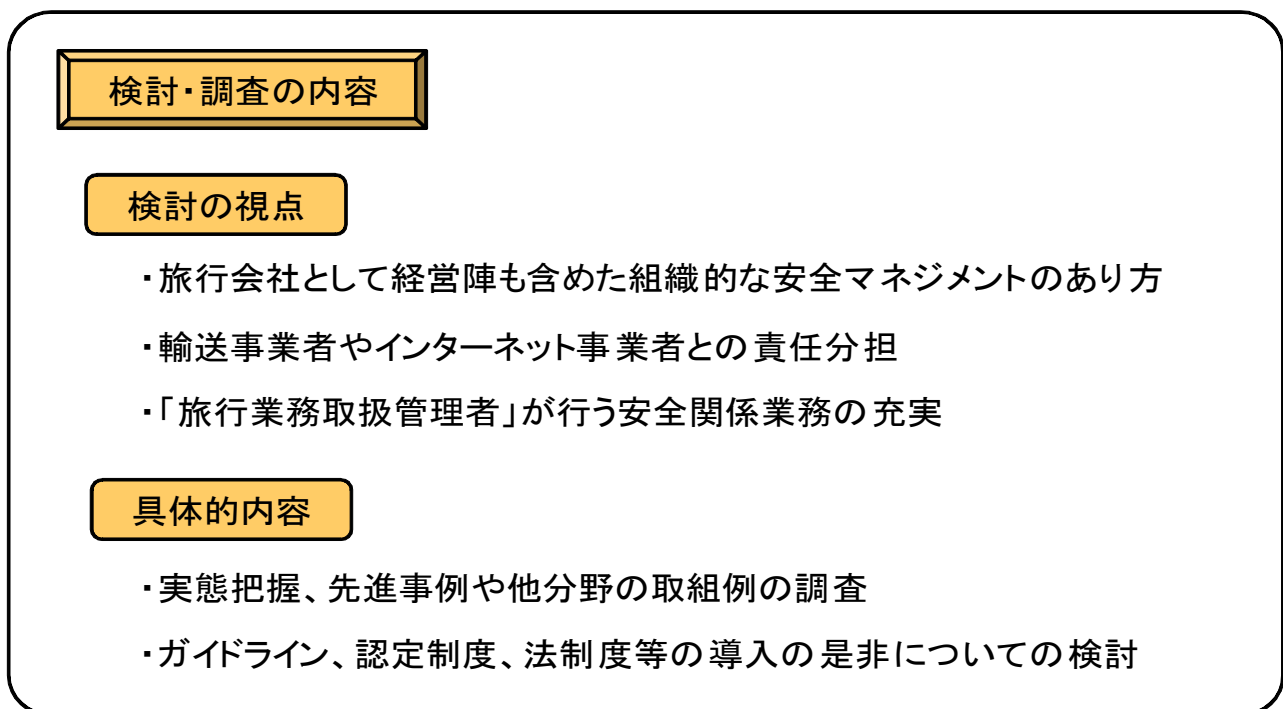 検討・調査の内容
検討の視点
・旅行会社として経営陣も含めた組織的な安全マネジメントのあり方
・輸送事業者やインターネット事業者との責任分担
・「旅行業務取扱管理者」が行う安全関係業務の充実
具体的内容
・実態把握、先進事例や他分野の取組例の調査
・ガイドライン、認定制度、法制度等の導入の是非についての検討